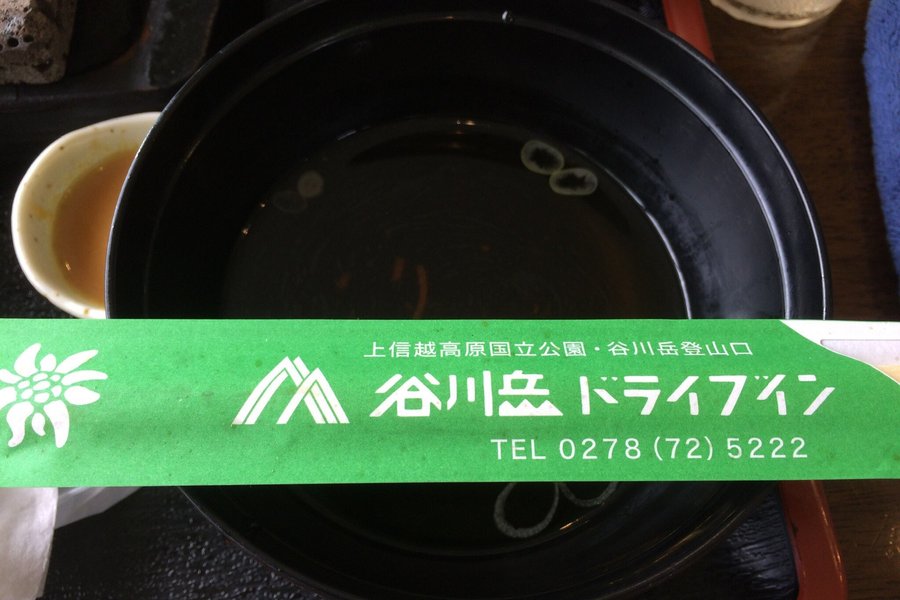 上信越高原国立公園・谷川岳登山口
谷川岳ドライブイン
TEL 0278 (72) 5222